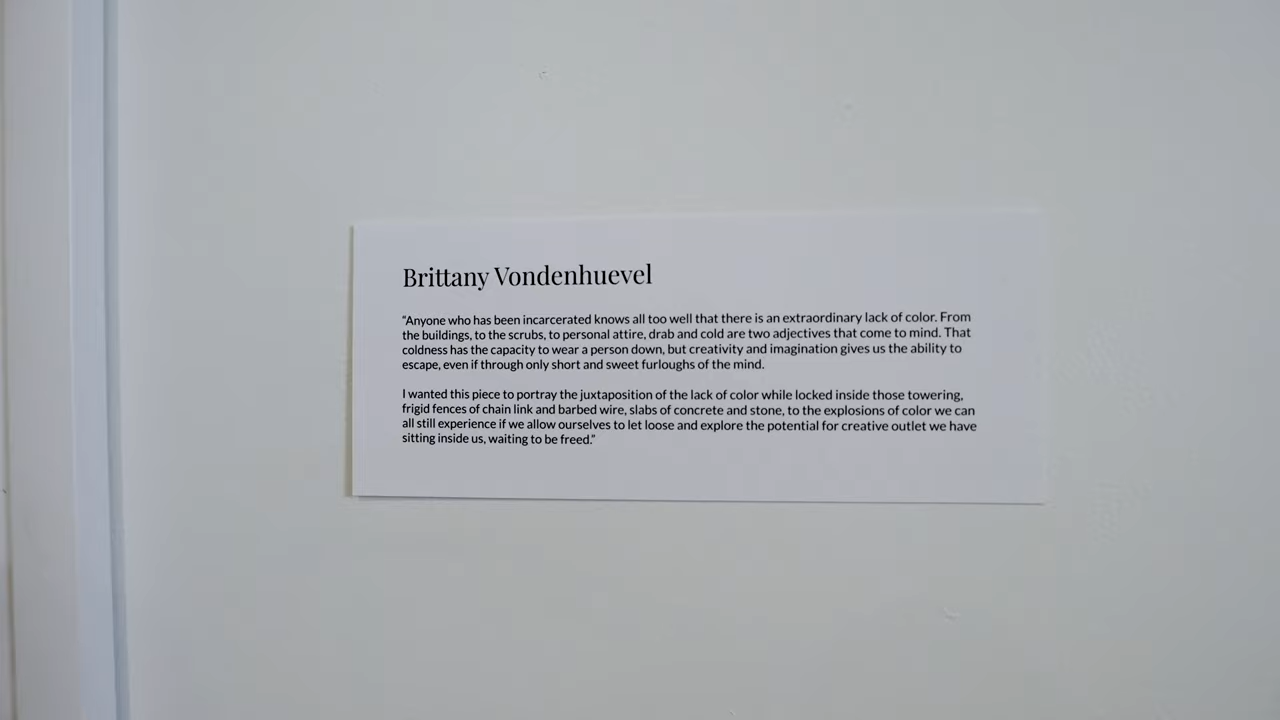 Brittany Vondenhuevel
“Anyone who has been incarcerated knows all too well that there is an extraordinary lack of color. From
the buildings, to the scrubs, to personal attire, drab and cold are two adjectives that come to mind. That
coldness has the capacity to wear a person down, but creativity and imagination gives us the ability to
escape, even if through only short and sweet furloughs of the mind.
I wanted this piece to portray the juxtaposition of the lack of color while locked inside those towering,
frigid fences of chain link and barbed wire, slabs of concrete and stone, to the explosions of color we can
all still experience if we allow ourselves to let loose and explore the potential for creative outlet we have
sitting inside us, waiting to be freed.”